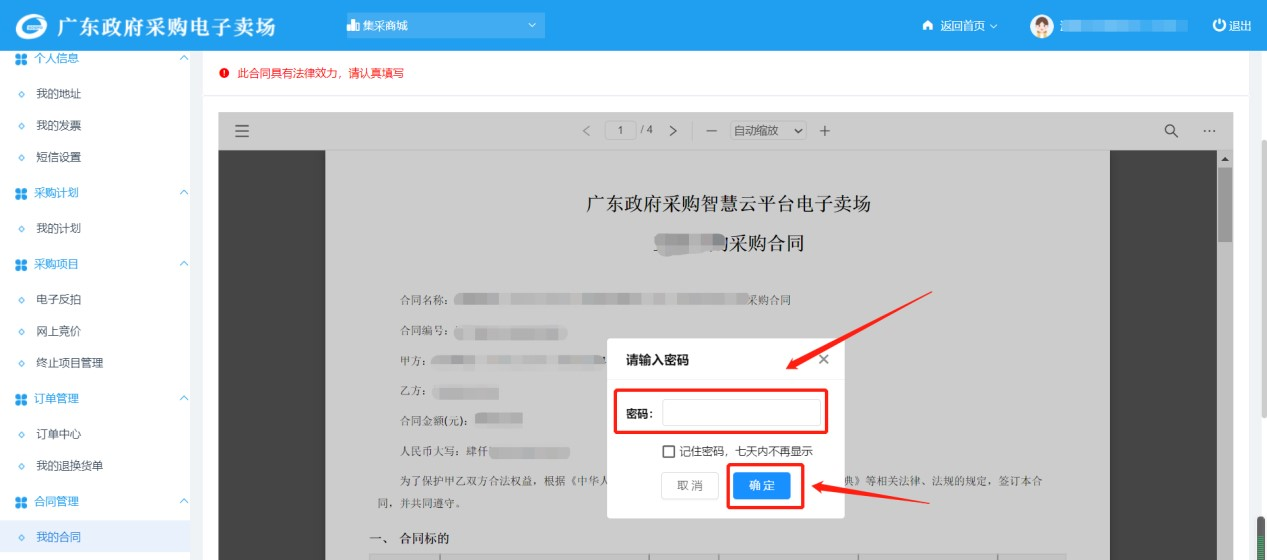 广东政府采购电子卖场
集采商城
返回首页
退出
个人信息
我的地址
我的发票
短信设置
采购计划
我的计划
采购项目
电子反拍
网上竞价
终止项目管理
订单管理
订单中心
我的退换货单
合同管理
我的合同
此合同具有法律效力，请认真填写
1 / 4
自动缩放
广东政府采购智慧云平台电子卖场
采购合同
合同名称：采购合同
合同编号：
甲方：
乙方：
合同金额(元)：
人民币大写：肆仟
为了保护甲乙双方合法权益，根据《中华人 典》等相关法律、法规的规定，签订本合
同，并共同遵守。
一、 合同标的
请输入密码
密码：
记住密码，七天内不再显示
取 消
确 定